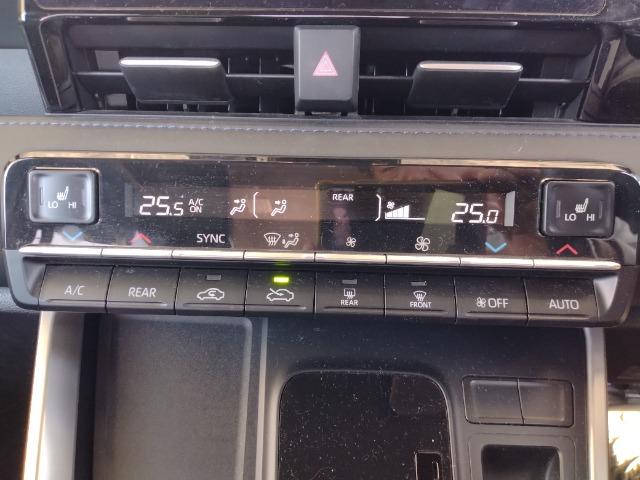 LO HI
25.5 A/C ON
REAR
25.0
LO HI
SYNC
A/C REAR REAR FRONT OFF AUTO